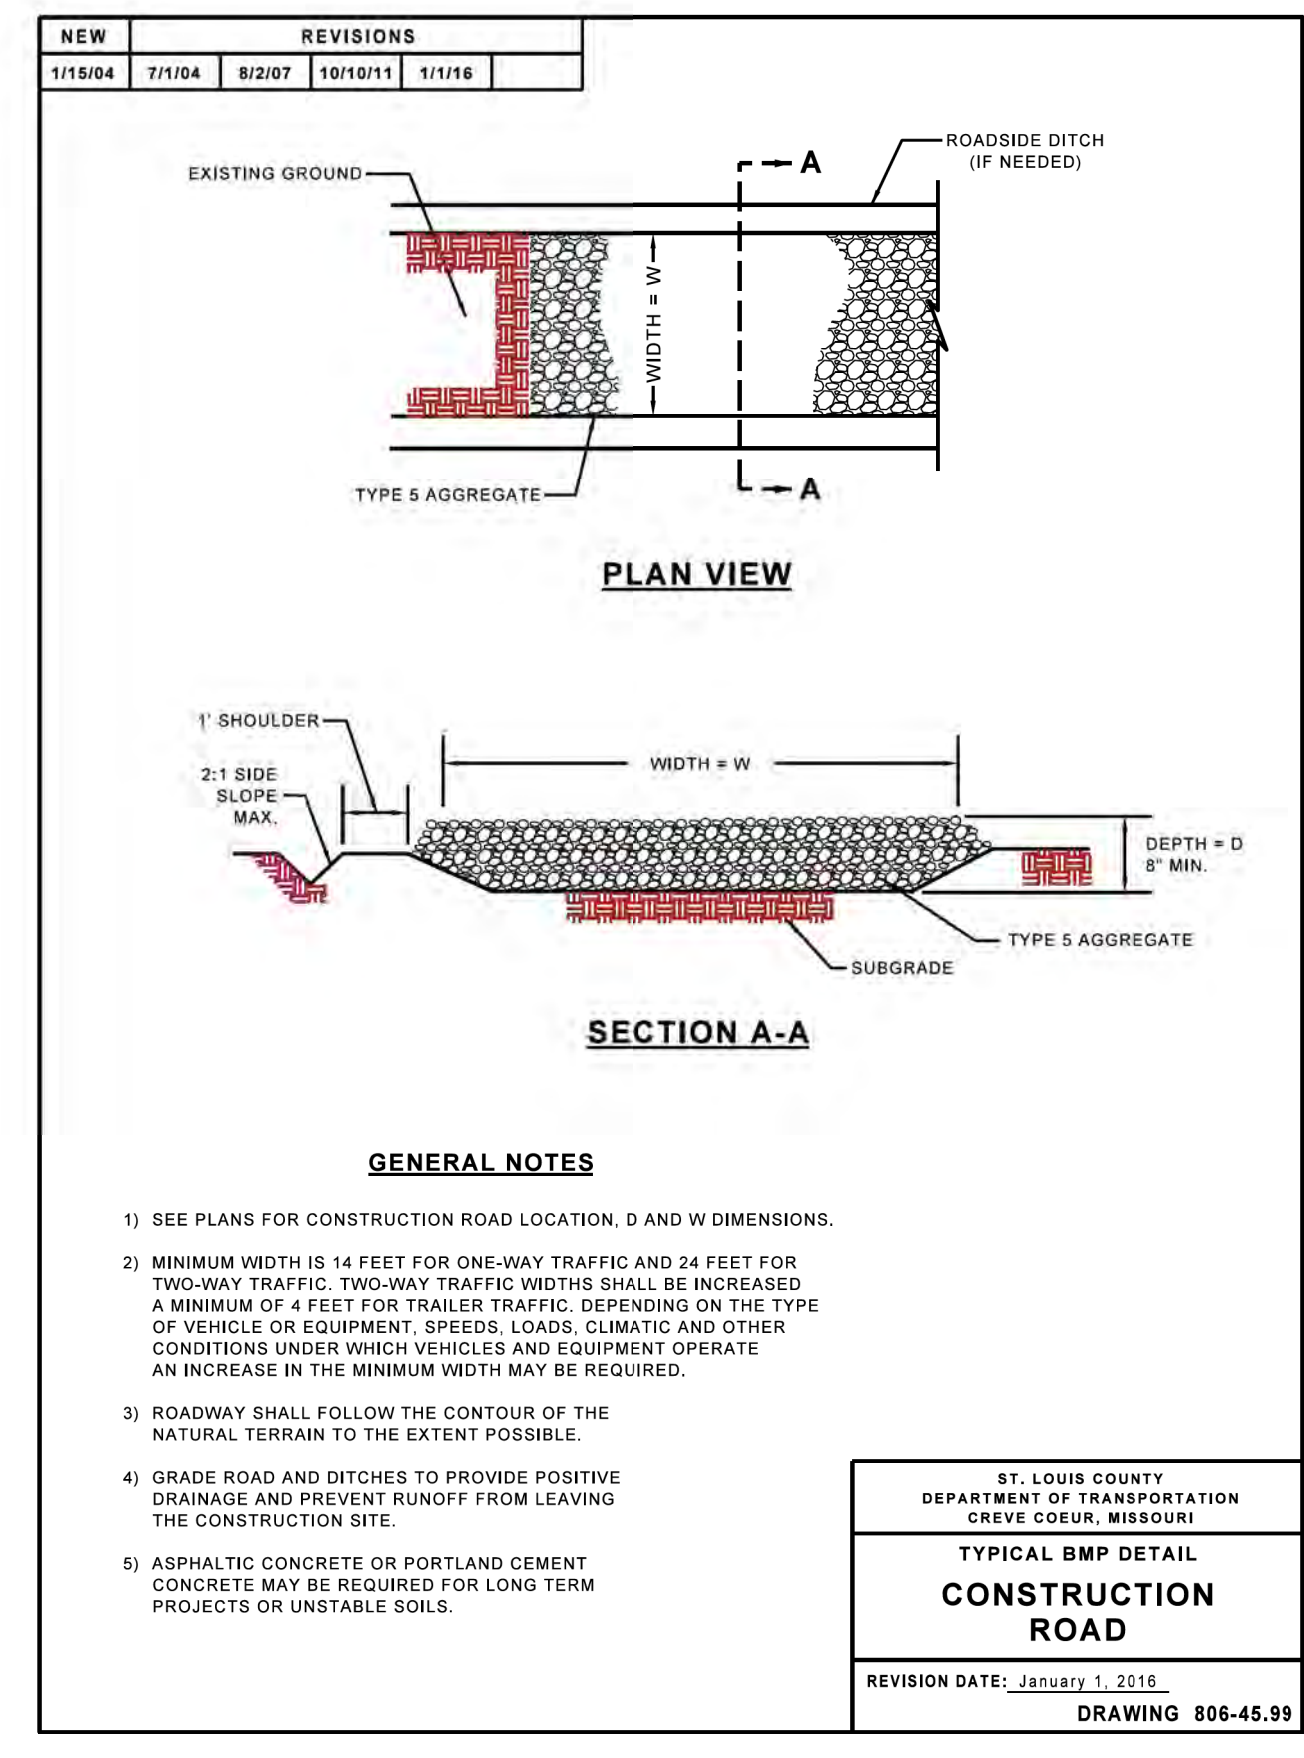 NEW REVISIONS
1/15/04 7/1/04 8/2/07 10/10/11 1/1/16
EXISTING GROUND
ROADSIDE DITCH
(IF NEEDED)
A
WIDTH = W
TYPE 5 AGGREGATE
A
PLAN VIEW
1' SHOULDER
2:1 SIDE
SLOPE
MAX.
WIDTH = W
DEPTH = D
8" MIN.
TYPE 5 AGGREGATE
SUBGRADE
SECTION A-A
GENERAL NOTES
1) SEE PLANS FOR CONSTRUCTION ROAD LOCATION, D AND W DIMENSIONS.
2) MINIMUM WIDTH IS 14 FEET FOR ONE-WAY TRAFFIC AND 24 FEET FOR
TWO-WAY TRAFFIC. TWO-WAY TRAFFIC WIDTHS SHALL BE INCREASED
A MINIMUM OF 4 FEET FOR TRAILER TRAFFIC. DEPENDING ON THE TYPE
OF VEHICLE OR EQUIPMENT, SPEEDS, LOADS, CLIMATIC AND OTHER
CONDITIONS UNDER WHICH VEHICLES AND EQUIPMENT OPERATE
AN INCREASE IN THE MINIMUM WIDTH MAY BE REQUIRED.
3) ROADWAY SHALL FOLLOW THE CONTOUR OF THE
NATURAL TERRAIN TO THE EXTENT POSSIBLE.
4) GRADE ROAD AND DITCHES TO PROVIDE POSITIVE
DRAINAGE AND PREVENT RUNOFF FROM LEAVING
THE CONSTRUCTION SITE.
5) ASPHALTIC CONCRETE OR PORTLAND CEMENT
CONCRETE MAY BE REQUIRED FOR LONG TERM
PROJECTS OR UNSTABLE SOILS.
ST. LOUIS COUNTY
DEPARTMENT OF TRANSPORTATION
CREVE COEUR, MISSOURI
TYPICAL BMP DETAIL
CONSTRUCTION
ROAD
REVISION DATE: January 1, 2016
DRAWING 806-45.99